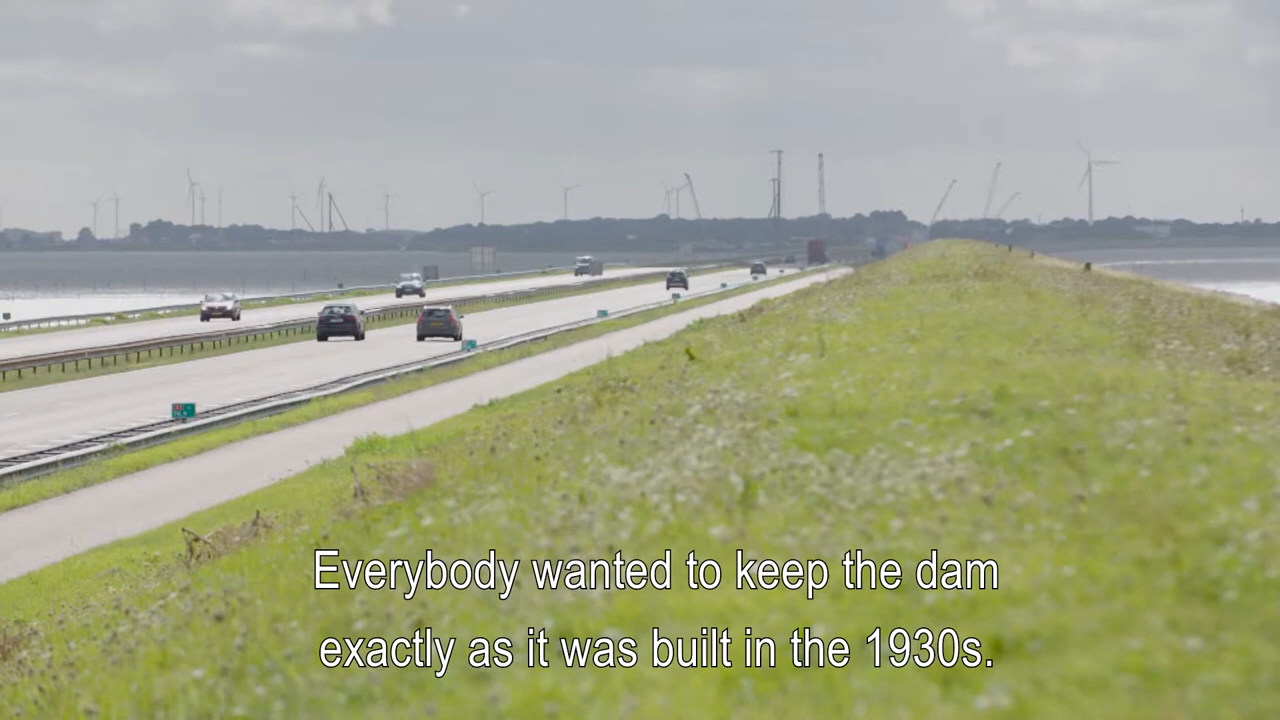 Everybody wanted to keep the dam
exactly as it was built in the 1930s.